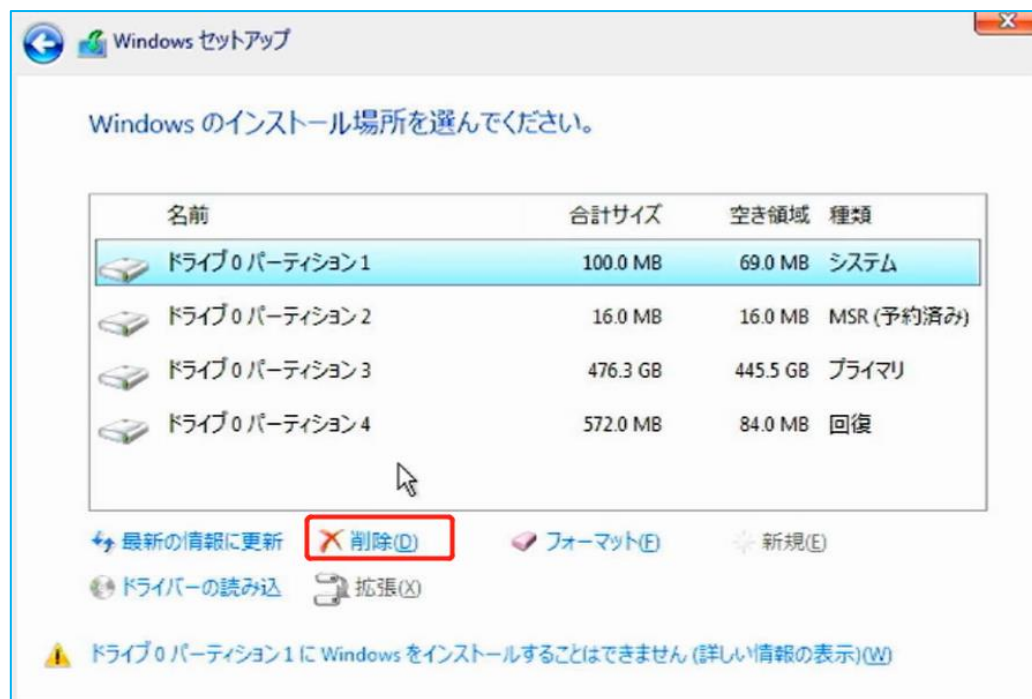 Windows セットアップ
Windows のインストール場所を選んでください。
名前 合計サイズ 空き領域 種類
ドライブ 0 パーティション 1 100.0 MB 69.0 MB システム
ドライブ 0 パーティション 2 16.0 MB 16.0 MB MSR (予約済み)
ドライブ 0 パーティション 3 476.3 GB 445.5 GB プライマリ
ドライブ 0 パーティション 4 572.0 MB 84.0 MB 回復
最新の情報に更新 削除(D) フォーマット(F) 新規(E)
ドライバーの読み込 拡張(X)
ドライブ 0 パーティション 1 に Windows をインストールすることはできません (詳しい情報の表示)(W)